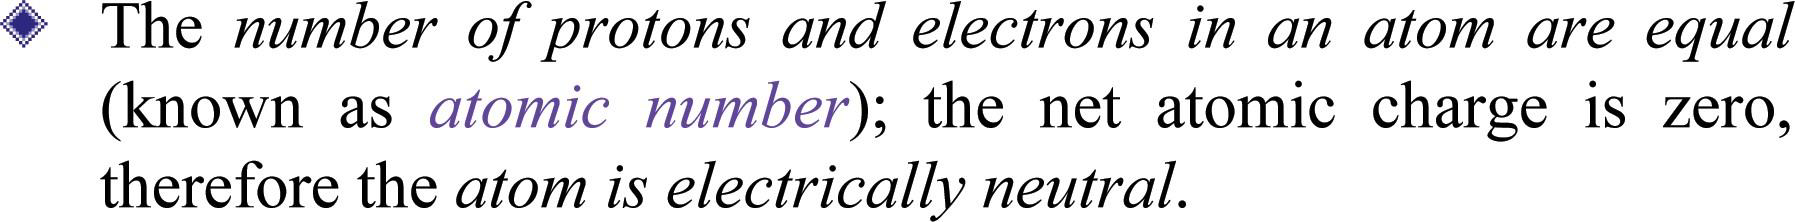 The number of protons and electrons in an atom are equal
(known as atomic number); the net atomic charge is zero,
therefore the atom is electrically neutral.